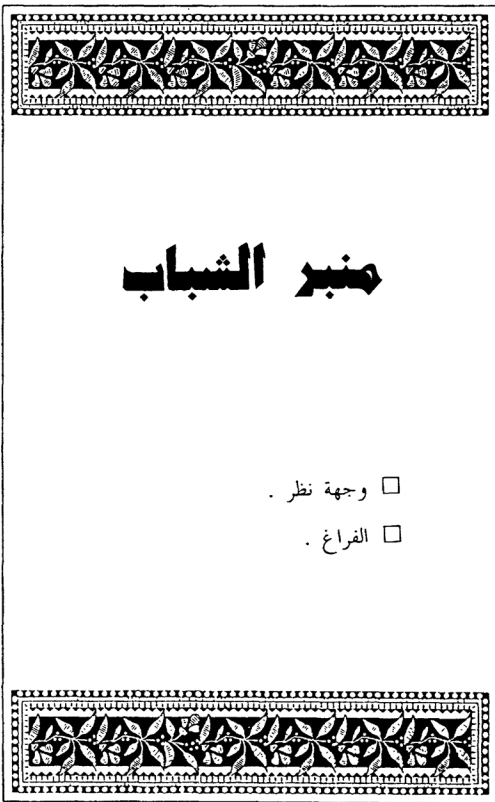 منبر الشباب
□ وجهة نظر .
□ الفراغ .